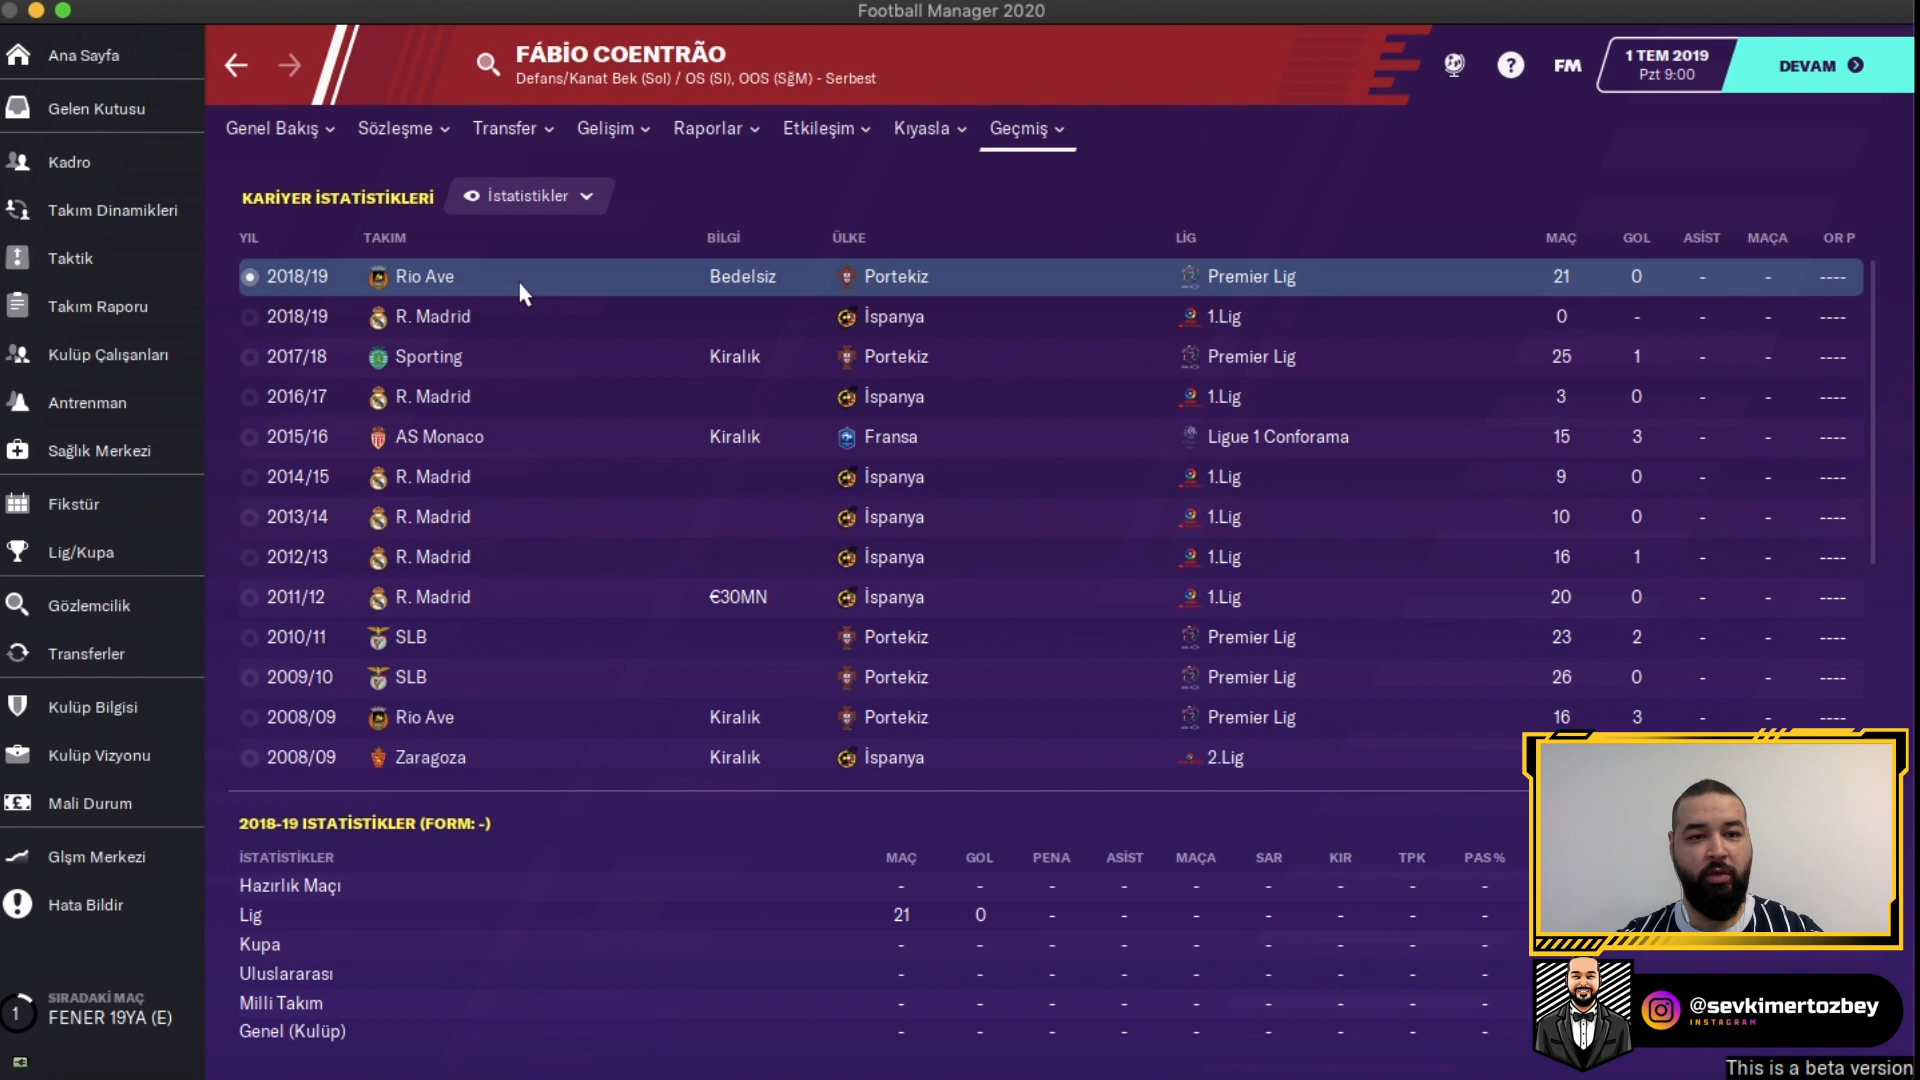 Football Manager 2020
Ana Sayfa
Gelen Kutusu
Kadro
Takım Dinamikleri
Taktik
Takım Raporu
Kulüp Çalışanları
Antrenman
Sağlık Merkezi
Fikstür
Lig/Kupa
Gözlemcilik
Transferler
Kulüp Bilgisi
Kulüp Vizyonu
Mali Durum
Glşm Merkezi
Hata Bildir
1
SIRADAKİ MAÇ
FENER 19YA (E)
FÁBİO COENTRÃO
Defans/Kanat Bek (Sol) / OS (Sl), OOS (SğM) - Serbest
?
FM
1 TEM 2019
Pzt 9:00
DEVAM
Genel Bakış Sözleşme Transfer Gelişim Raporlar Etkileşim Kıyasla Geçmiş
KARİYER İSTATİSTİKLERİ İstatistikler
YIL TAKIM BİLGİ ÜLKE LİG MAÇ GOL ASİST MAÇA OR P
2018/19 Rio Ave Bedelsiz Portekiz Premier Lig 21 0 - - ----
2018/19 R. Madrid İspanya 1.Lig 0 - - - ----
2017/18 Sporting Kiralık Portekiz Premier Lig 25 1 - - ----
2016/17 R. Madrid İspanya 1.Lig 3 0 - - ----
2015/16 AS Monaco Kiralık Fransa Ligue 1 Conforama 15 3 - - ----
2014/15 R. Madrid İspanya 1.Lig 9 0 - - ----
2013/14 R. Madrid İspanya 1.Lig 10 0 - - ----
2012/13 R. Madrid İspanya 1.Lig 16 1 - - ----
2011/12 R. Madrid €30MN İspanya 1.Lig 20 0 - - ----
2010/11 SLB Portekiz Premier Lig 23 2 - - ----
2009/10 SLB Portekiz Premier Lig 26 0 - - ----
2008/09 Rio Ave Kiralık Portekiz Premier Lig 16 3 - - ----
2008/09 Zaragoza Kiralık İspanya 2.Lig
2018-19 ISTATİSTİKLER (FORM: -)
İSTATİSTİKLER MAÇ GOL PENA ASİST MAÇA SAR KIR TPK PAS %
Hazırlık Maçı - - - - - - - - -
Lig 21 0 - - - - - - -
Kupa - - - - - - - - -
Uluslararası - - - - - - - - -
Milli Takım - - - - - - - - -
Genel (Kulüp) - - - - - - - - -
@sevkimertozbey
INSTAGRAM
This is a beta version